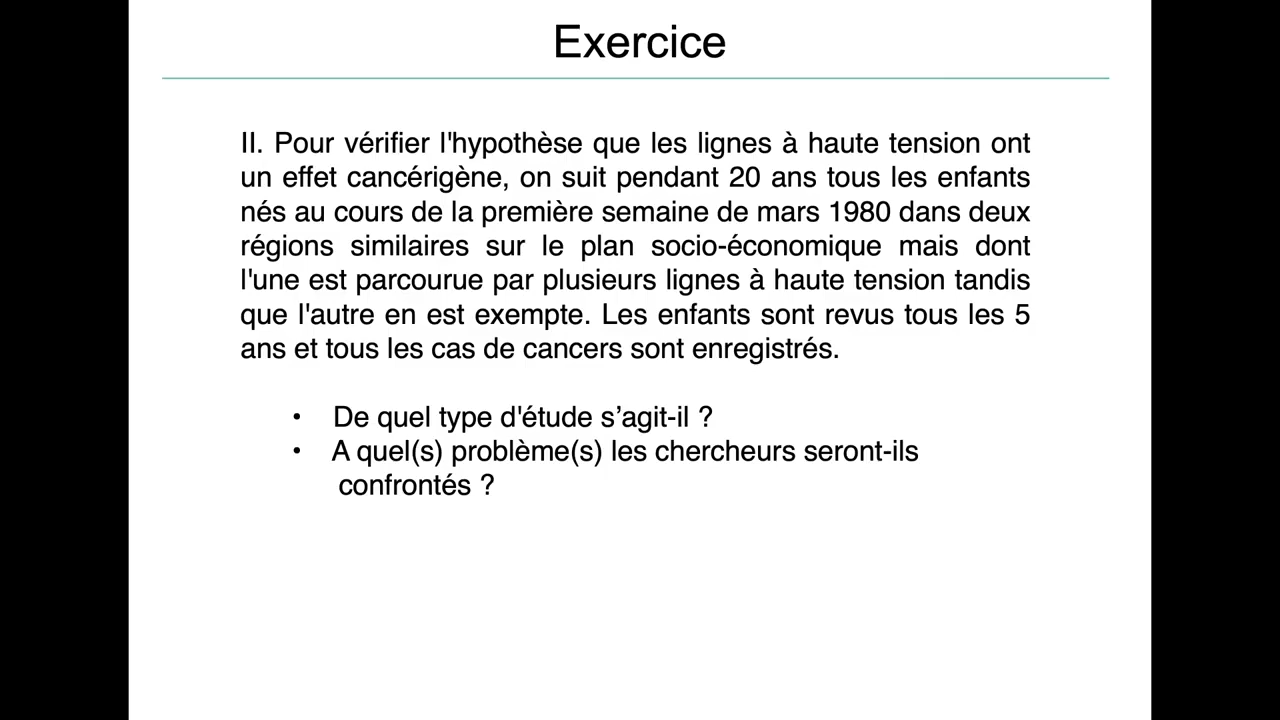 Exercice
II. Pour vérifier l'hypothèse que les lignes à haute tension ont
un effet cancérigène, on suit pendant 20 ans tous les enfants
nés au cours de la première semaine de mars 1980 dans deux
régions similaires sur le plan socio-économique mais dont
l'une est parcourue par plusieurs lignes à haute tension tandis
que l'autre en est exempte. Les enfants sont revus tous les 5
ans et tous les cas de cancers sont enregistrés.
• De quel type d'étude s’agit-il ?
• A quel(s) problème(s) les chercheurs seront-ils
confrontés ?